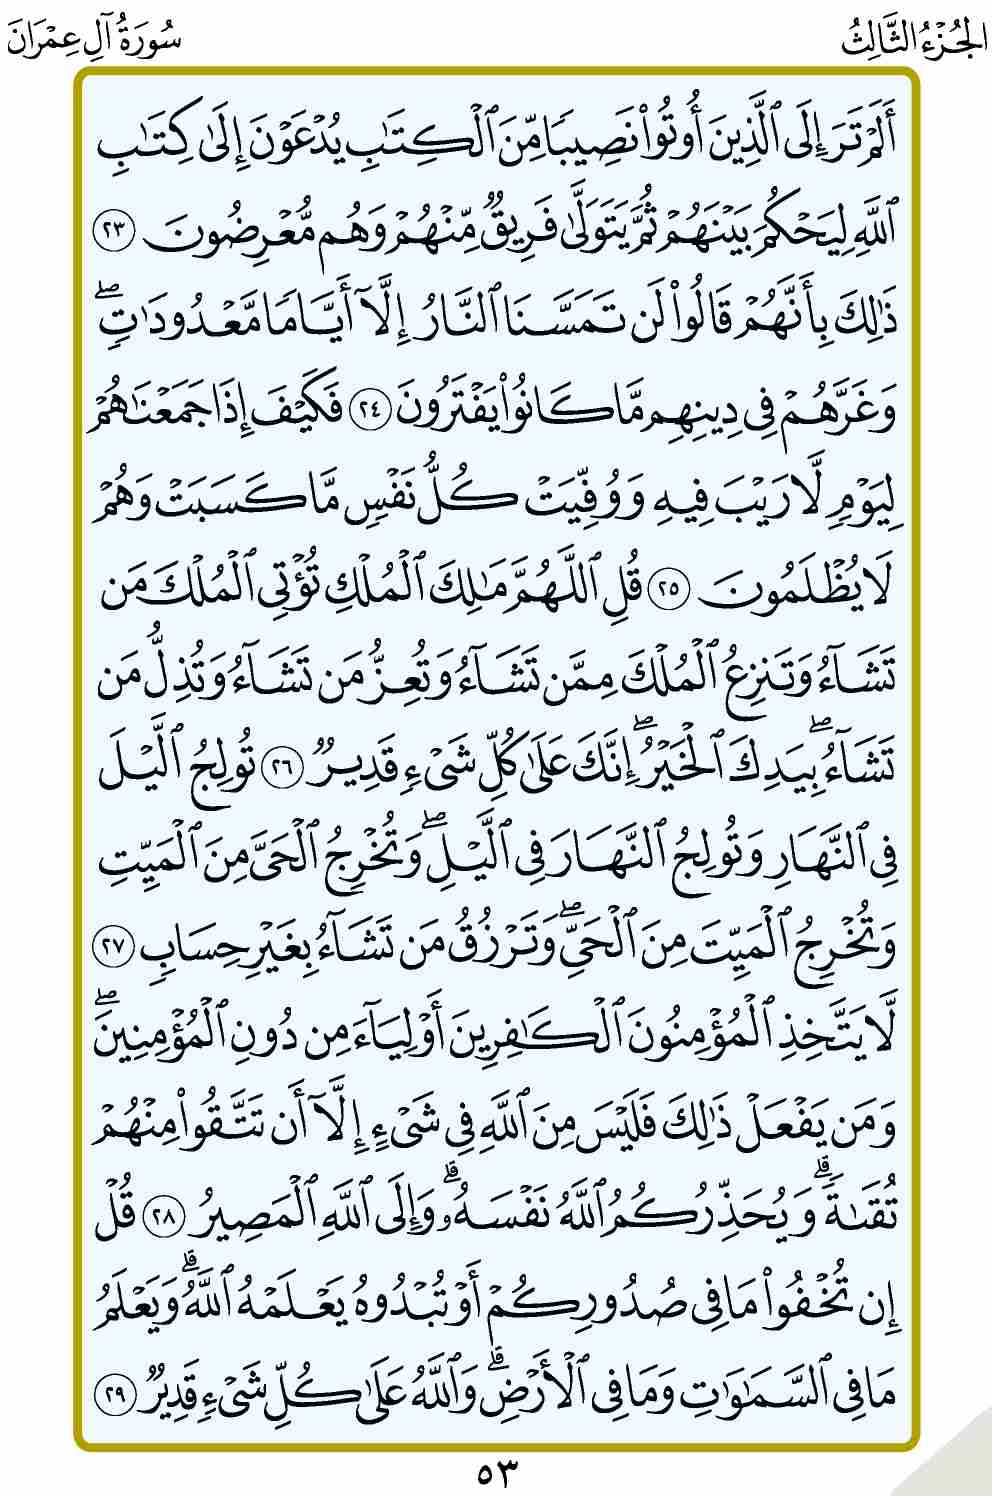 الجُزْءُ الثَّالِثُ
سُورَةُ آلِ عِمْرَانَ
أَلَمْ تَرَ إِلَى ٱلَّذِينَ أُوتُوا۟ نَصِيبًا مِّنَ ٱلْكِتَٰبِ يُدْعَوْنَ إِلَىٰ كِتَٰبِ
ٱللَّهِ لِيَحْكُمَ بَيْنَهُمْ ثُمَّ يَتَوَلَّىٰ فَرِيقٌ مِّنْهُمْ وَهُم مُّعْرِضُونَ ٢٣
ذَٰلِكَ بِأَنَّهُمْ قَالُوا۟ لَن تَمَسَّنَا ٱلنَّارُ إِلَّآ أَيَّامًا مَّعْدُودَٰتٍ ۖ
وَغَرَّهُمْ فِى دِينِهِم مَّا كَانُوا۟ يَفْتَرُونَ ٢٤ فَكَيْفَ إِذَا جَمَعْنَٰهُمْ
لِيَوْمٍ لَّا رَيْبَ فِيهِ وَوُفِّيَتْ كُلُّ نَفْسٍ مَّا كَسَبَتْ وَهُمْ
لَا يُظْلَمُونَ ٢٥ قُلِ ٱللَّهُمَّ مَٰلِكَ ٱلْمُلْكِ تُؤْتِى ٱلْمُلْكَ مَن
تَشَآءُ وَتَنزِعُ ٱلْمُلْكَ مِمَّن تَشَآءُ وَتُعِزُّ مَن تَشَآءُ وَتُذِلُّ مَن
تَشَآءُ ۖ بِيَدِكَ ٱلْخَيْرُ ۖ إِنَّكَ عَلَىٰ كُلِّ شَىْءٍ قَدِيرٌ ٢٦ تُولِجُ ٱلَّيْلَ
فِى ٱلنَّهَارِ وَتُولِجُ ٱلنَّهَارَ فِى ٱلَّيْلِ ۖ وَتُخْرِجُ ٱلْحَىَّ مِنَ ٱلْمَيِّتِ
وَتُخْرِجُ ٱلْمَيِّتَ مِنَ ٱلْحَىِّ ۖ وَتَرْزُقُ مَن تَشَآءُ بِغَيْرِ حِسَابٍ ٢٧
لَّا يَتَّخِذِ ٱلْمُؤْمِنُونَ ٱلْكَٰفِرِينَ أَوْلِيَآءَ مِن دُونِ ٱلْمُؤْمِنِينَ ۖ
وَمَن يَفْعَلْ ذَٰلِكَ فَلَيْسَ مِنَ ٱللَّهِ فِى شَىْءٍ إِلَّآ أَن تَتَّقُوا۟ مِنْهُمْ
تُقَىٰةً ۗ وَيُحَذِّرُكُمُ ٱللَّهُ نَفْسَهُۥ ۗ وَإِلَى ٱللَّهِ ٱلْمَصِيرُ ٢٨ قُلْ
إِن تُخْفُوا۟ مَا فِى صُدُورِكُمْ أَوْ تُبْدُوهُ يَعْلَمْهُ ٱللَّهُ ۗ وَيَعْلَمُ
مَا فِى ٱلسَّمَٰوَٰتِ وَمَا فِى ٱلْأَرْضِ ۗ وَٱللَّهُ عَلَىٰ كُلِّ شَىْءٍ قَدِيرٌ ٢٩
٥٣